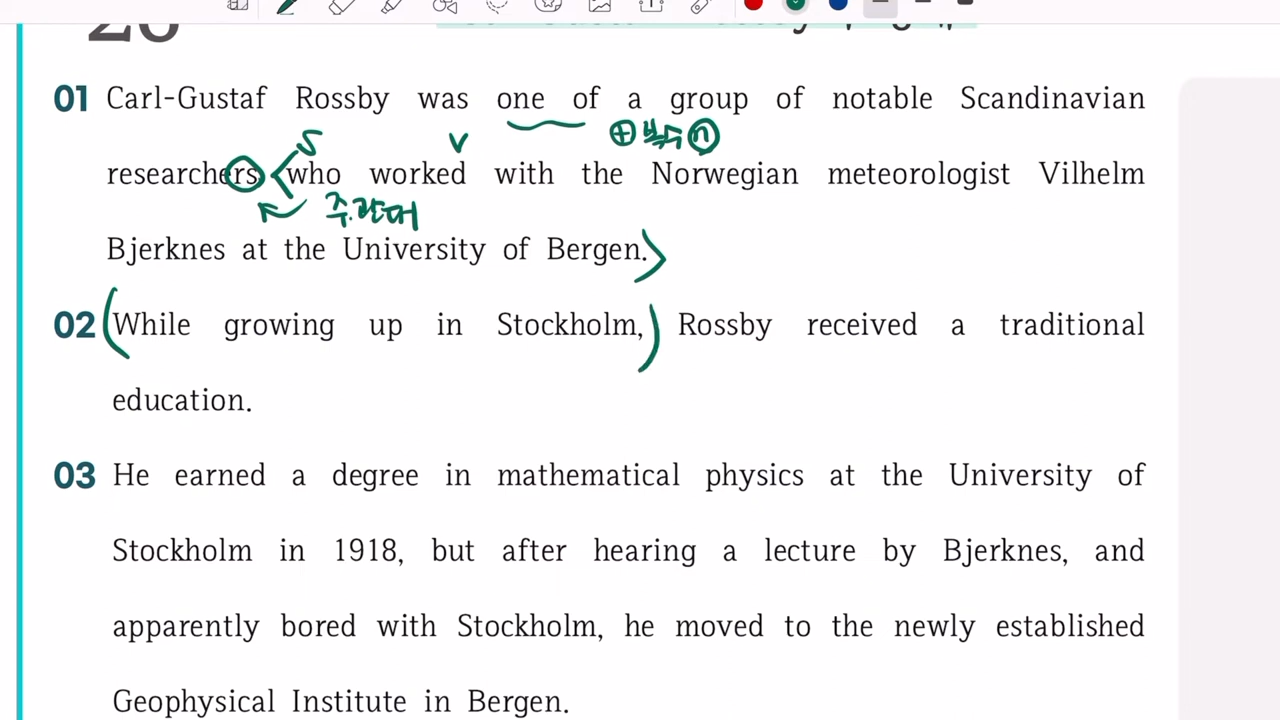 01 Carl-Gustaf Rossby was one of a group of notable Scandinavian
⊕복수ⓝ
S V
researchers who worked with the Norwegian meteorologist Vilhelm
주.관대
Bjerknes at the University of Bergen.
02 (While growing up in Stockholm,) Rossby received a traditional
education.
03 He earned a degree in mathematical physics at the University of
Stockholm in 1918, but after hearing a lecture by Bjerknes, and
apparently bored with Stockholm, he moved to the newly established
Geophysical Institute in Bergen.